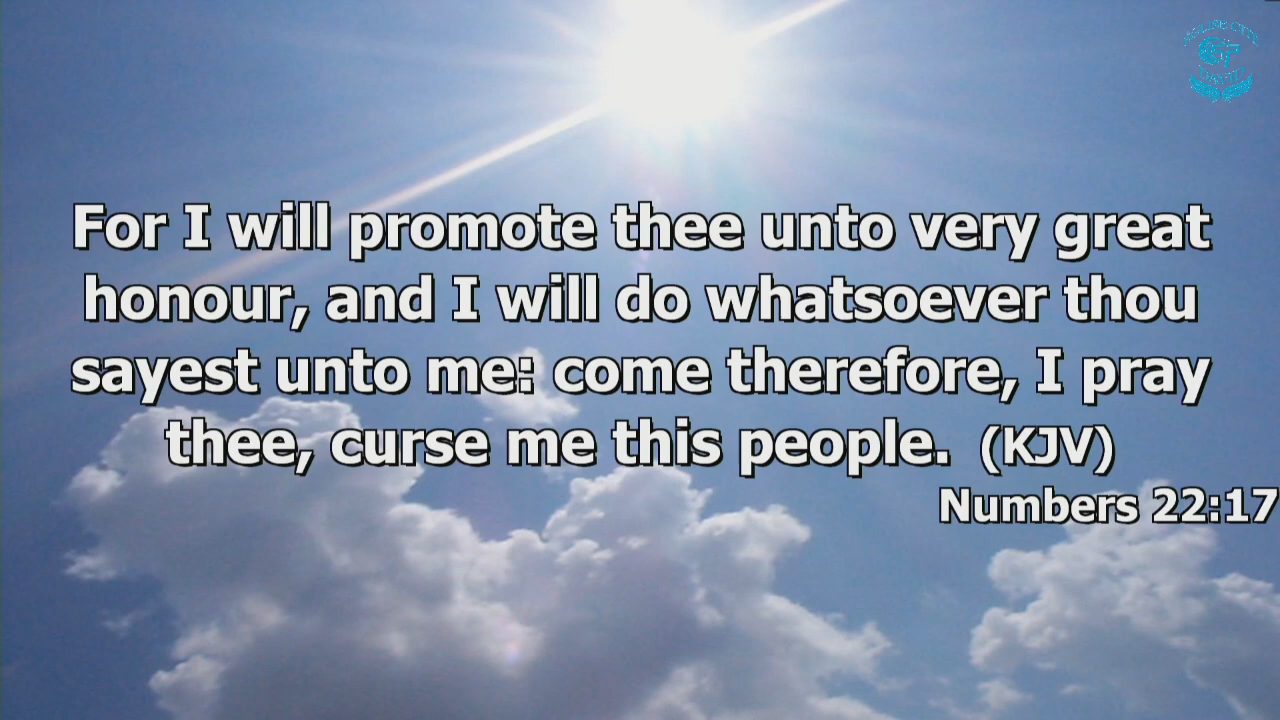 For I will promote thee unto very great
honour, and I will do whatsoever thou
sayest unto me: come therefore, I pray
thee, curse me this people.  (KJV)
Numbers 22:17